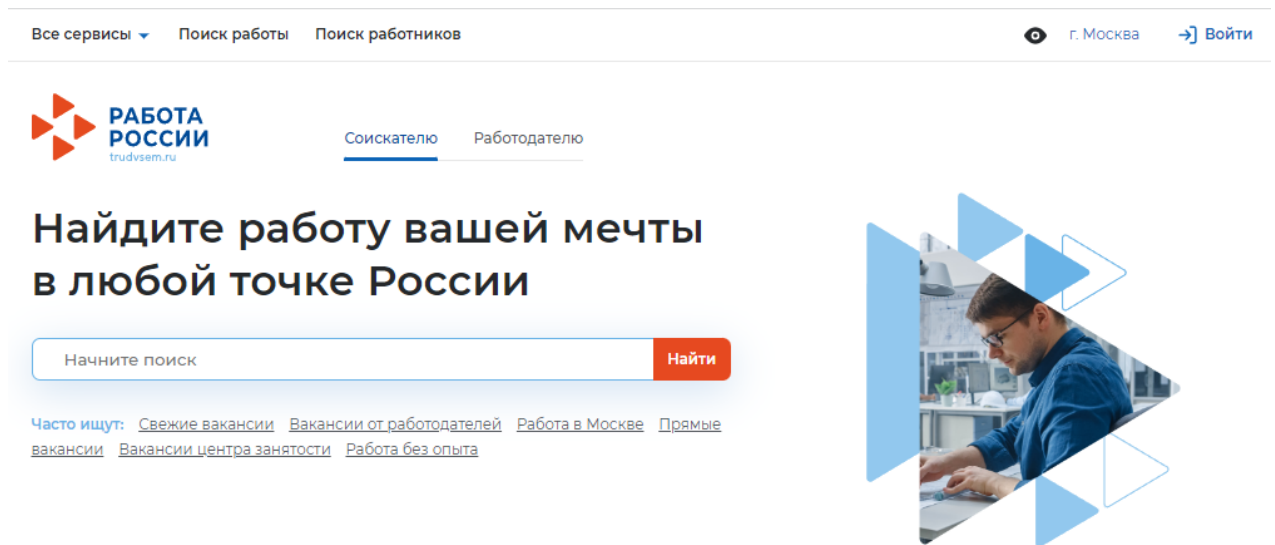 Все сервисы Поиск работы Поиск работников г. Москва Войти
РАБОТА
РОССИИ
trudvsem.ru
Соискателю Работодателю
Найдите работу вашей мечты
в любой точке России
Начните поиск Найти
Часто ищут: Свежие вакансии Вакансии от работодателей Работа в Москве Прямые
вакансии Вакансии центра занятости Работа без опыта